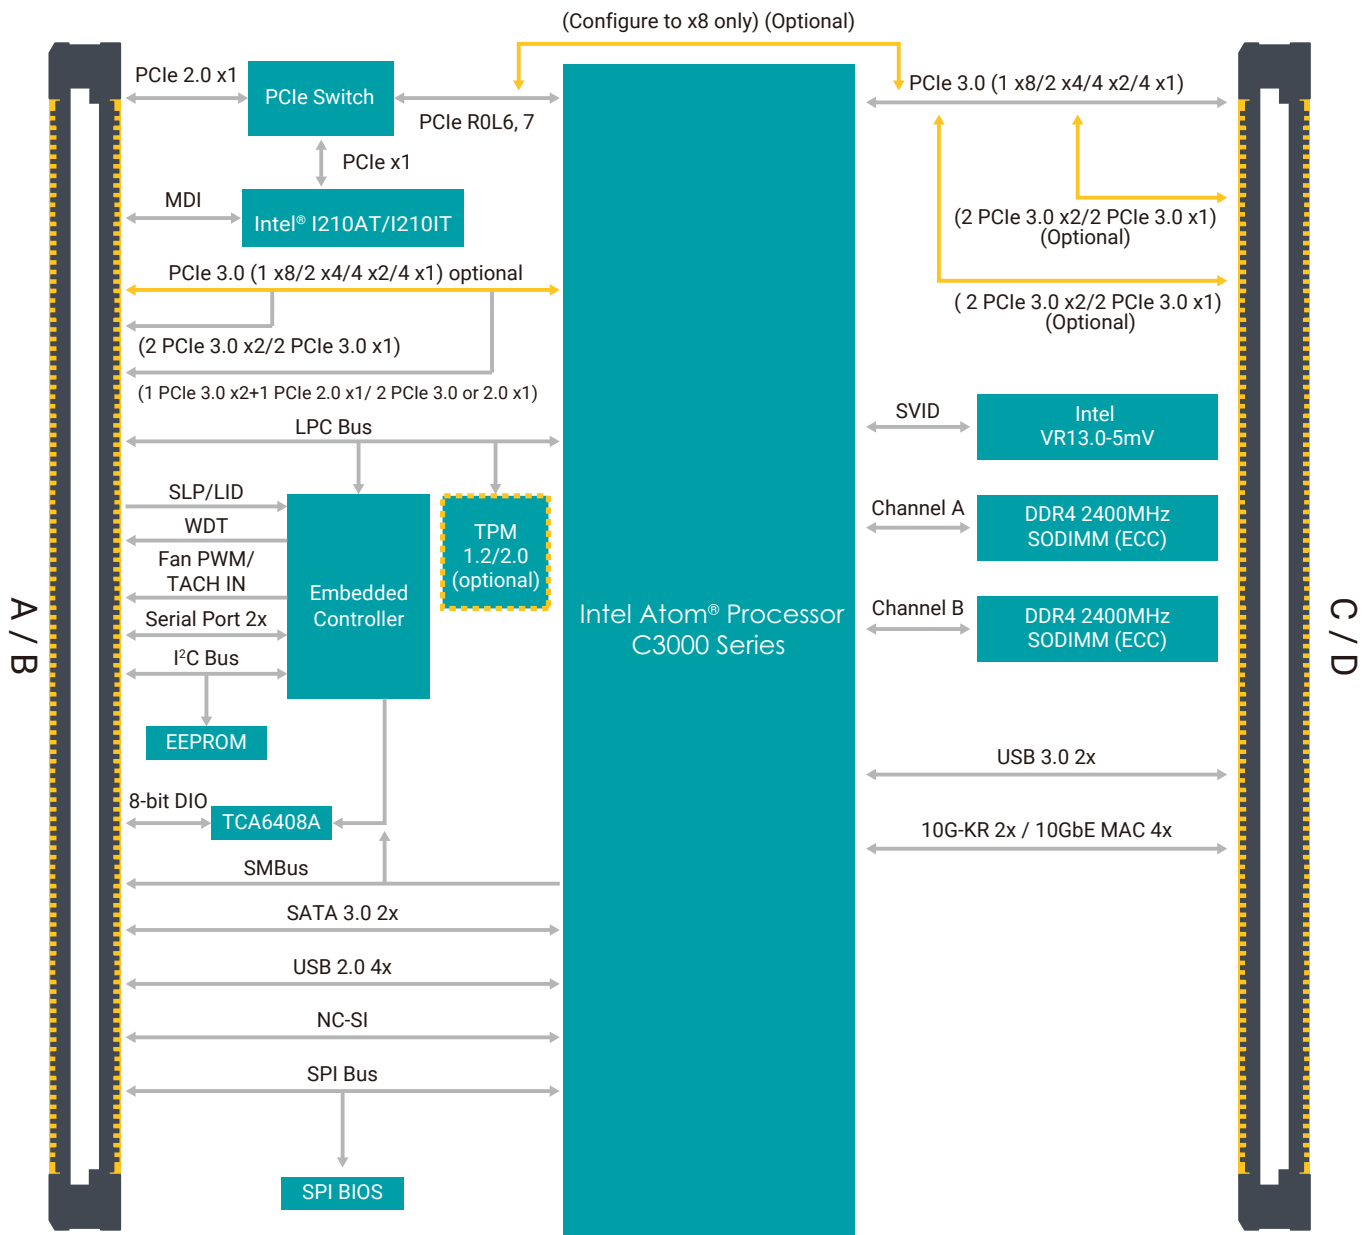 (Configure to x8 only) (Optional)
PCIe 2.0 x1
PCIe Switch
PCIe R0L6, 7
PCIe 3.0 (1 x8/2 x4/4 x2/4 x1)
PCIe x1
MDI
Intel® I210AT/I210IT
(2 PCIe 3.0 x2/2 PCIe 3.0 x1)
(Optional)
PCIe 3.0 (1 x8/2 x4/4 x2/4 x1) optional
( 2 PCIe 3.0 x2/2 PCIe 3.0 x1)
(Optional)
(2 PCIe 3.0 x2/2 PCIe 3.0 x1)
(1 PCIe 3.0 x2+1 PCIe 2.0 x1/ 2 PCIe 3.0 or 2.0 x1)
LPC Bus
SVID
Intel
VR13.0-5mV
SLP/LID
WDT
Fan PWM/
TACH IN
Serial Port 2x
I²C Bus
Embedded
Controller
TPM
1.2/2.0
(optional)
Channel A
DDR4 2400MHz
SODIMM (ECC)
Channel B
DDR4 2400MHz
SODIMM (ECC)
Intel Atom® Processor
C3000 Series
A / B
C / D
EEPROM
USB 3.0 2x
8-bit DIO
TCA6408A
10G-KR 2x / 10GbE MAC 4x
SMBus
SATA 3.0 2x
USB 2.0 4x
NC-SI
SPI Bus
SPI BIOS